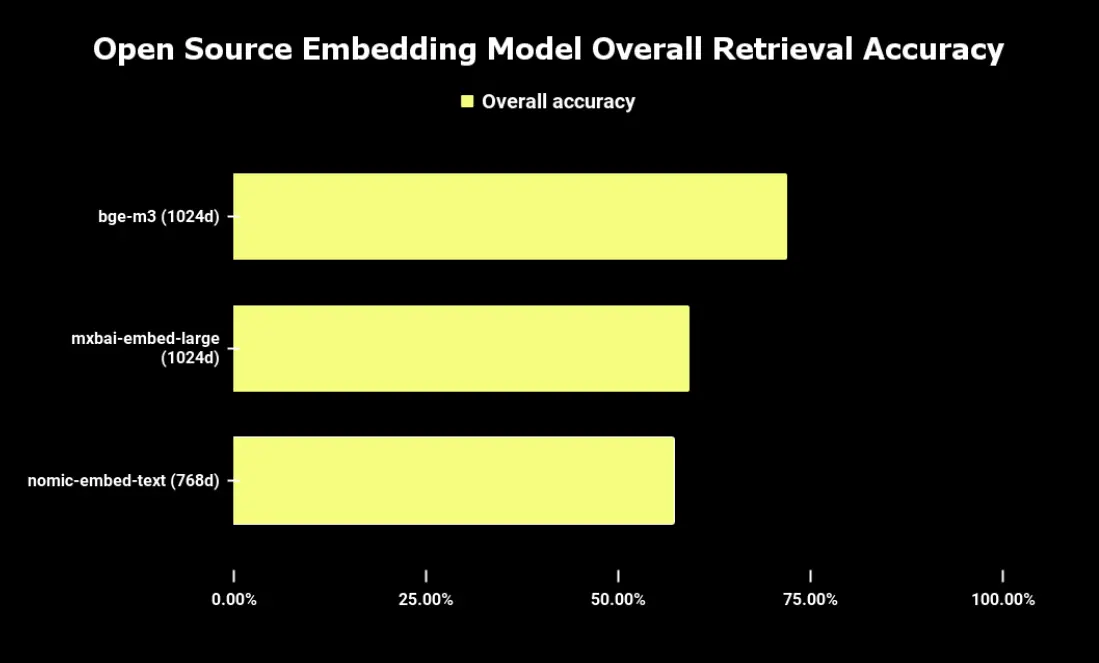 Open Source Embedding Model Overall Retrieval Accuracy
Overall accuracy
bge-m3 (1024d)
mxbai-embed-large
(1024d)
nomic-embed-text (768d)
0.00%
25.00%
50.00%
75.00%
100.00%